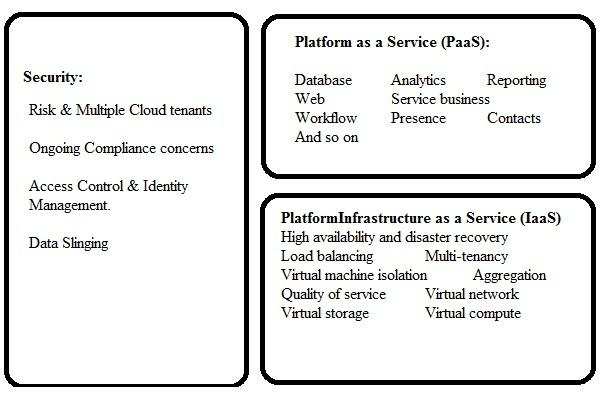 Security:
Risk & Multiple Cloud tenants
Ongoing Compliance concerns
Access Control & Identity
Management.
Data Slinging
Platform as a Service (PaaS):
Database Analytics Reporting
Web Service business
Workflow Presence Contacts
And so on
PlatformInfrastructure as a Service (IaaS)
High availability and disaster recovery
Load balancing Multi-tenancy
Virtual machine isolation Aggregation
Quality of service Virtual network
Virtual storage Virtual compute